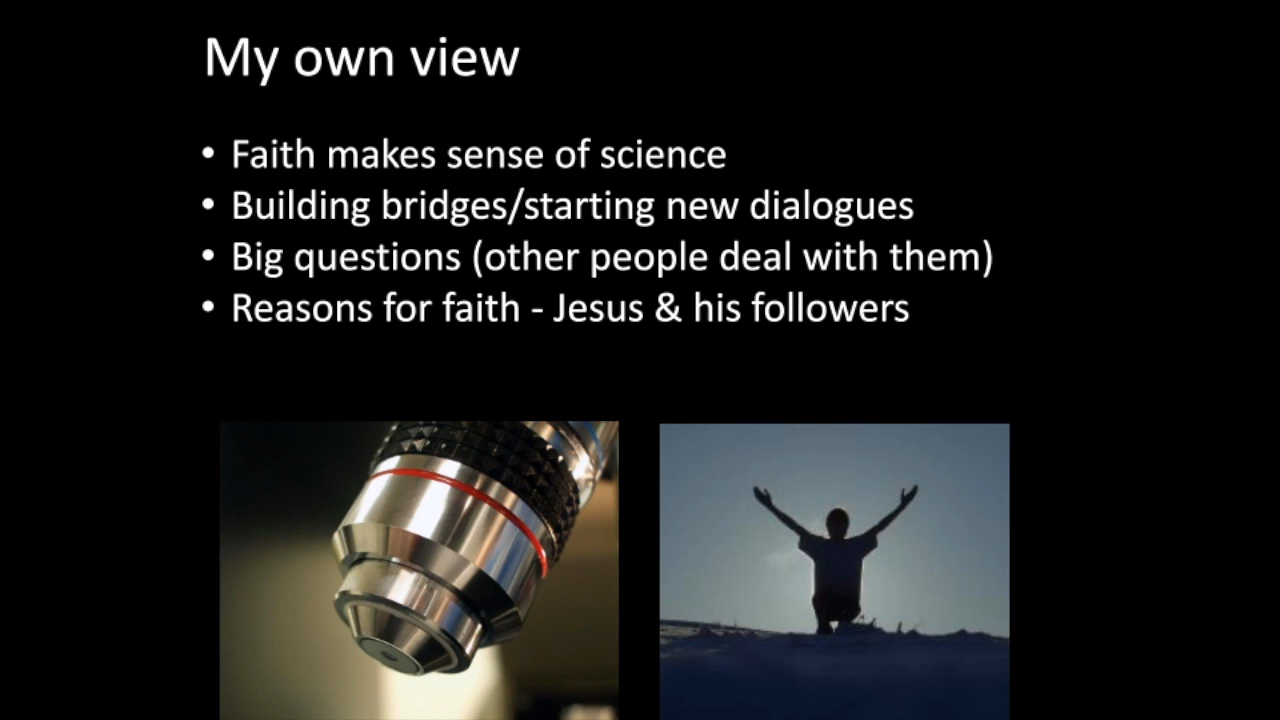 My own view
• Faith makes sense of science
• Building bridges/starting new dialogues
• Big questions (other people deal with them)
• Reasons for faith - Jesus & his followers